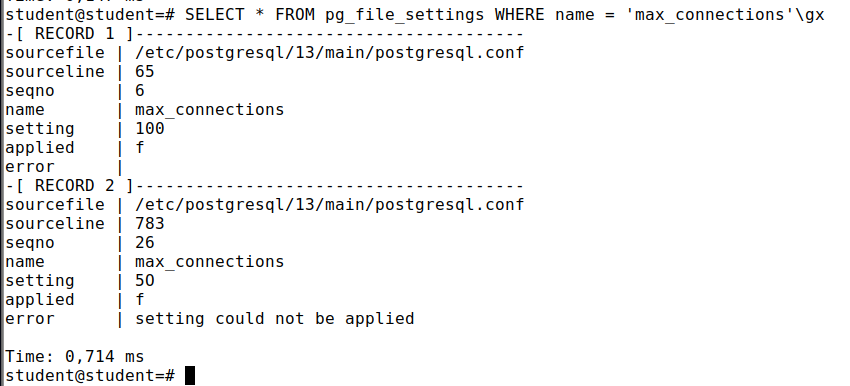 student@student=# SELECT * FROM pg_file_settings WHERE name = 'max_connections'\gx
-[ RECORD 1 ]---------------------------------------
sourcefile | /etc/postgresql/13/main/postgresql.conf
sourceline | 65
seqno      | 6
name       | max_connections
setting    | 100
applied    | f
error      |
-[ RECORD 2 ]---------------------------------------
sourcefile | /etc/postgresql/13/main/postgresql.conf
sourceline | 783
seqno      | 26
name       | max_connections
setting    | 5O
applied    | f
error      | setting could not be applied
Time: 0,714 ms
student@student=#